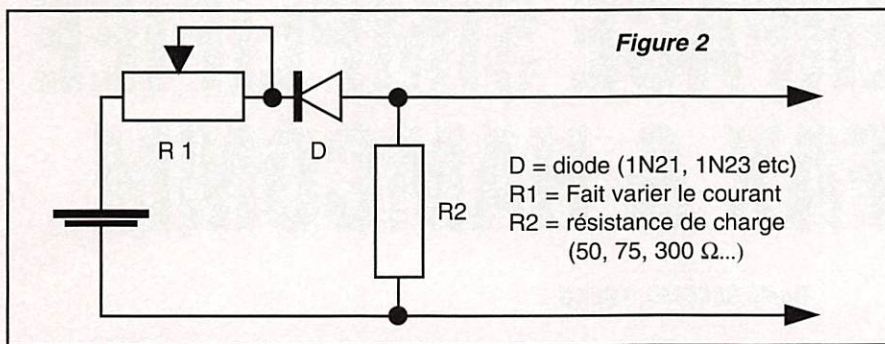 Figure 2
R 1
D
R2
D = diode (1N21, 1N23 etc)
R1 = Fait varier le courant
R2 = résistance de charge
(50, 75, 300 Ω...)